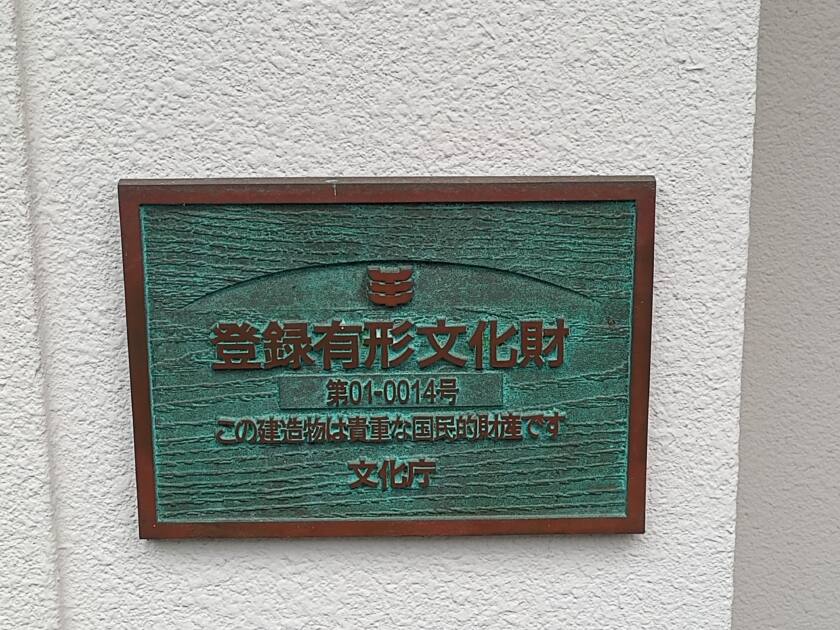 登録有形文化財
第01-0014号
この建造物は貴重な国民的財産です
文化庁